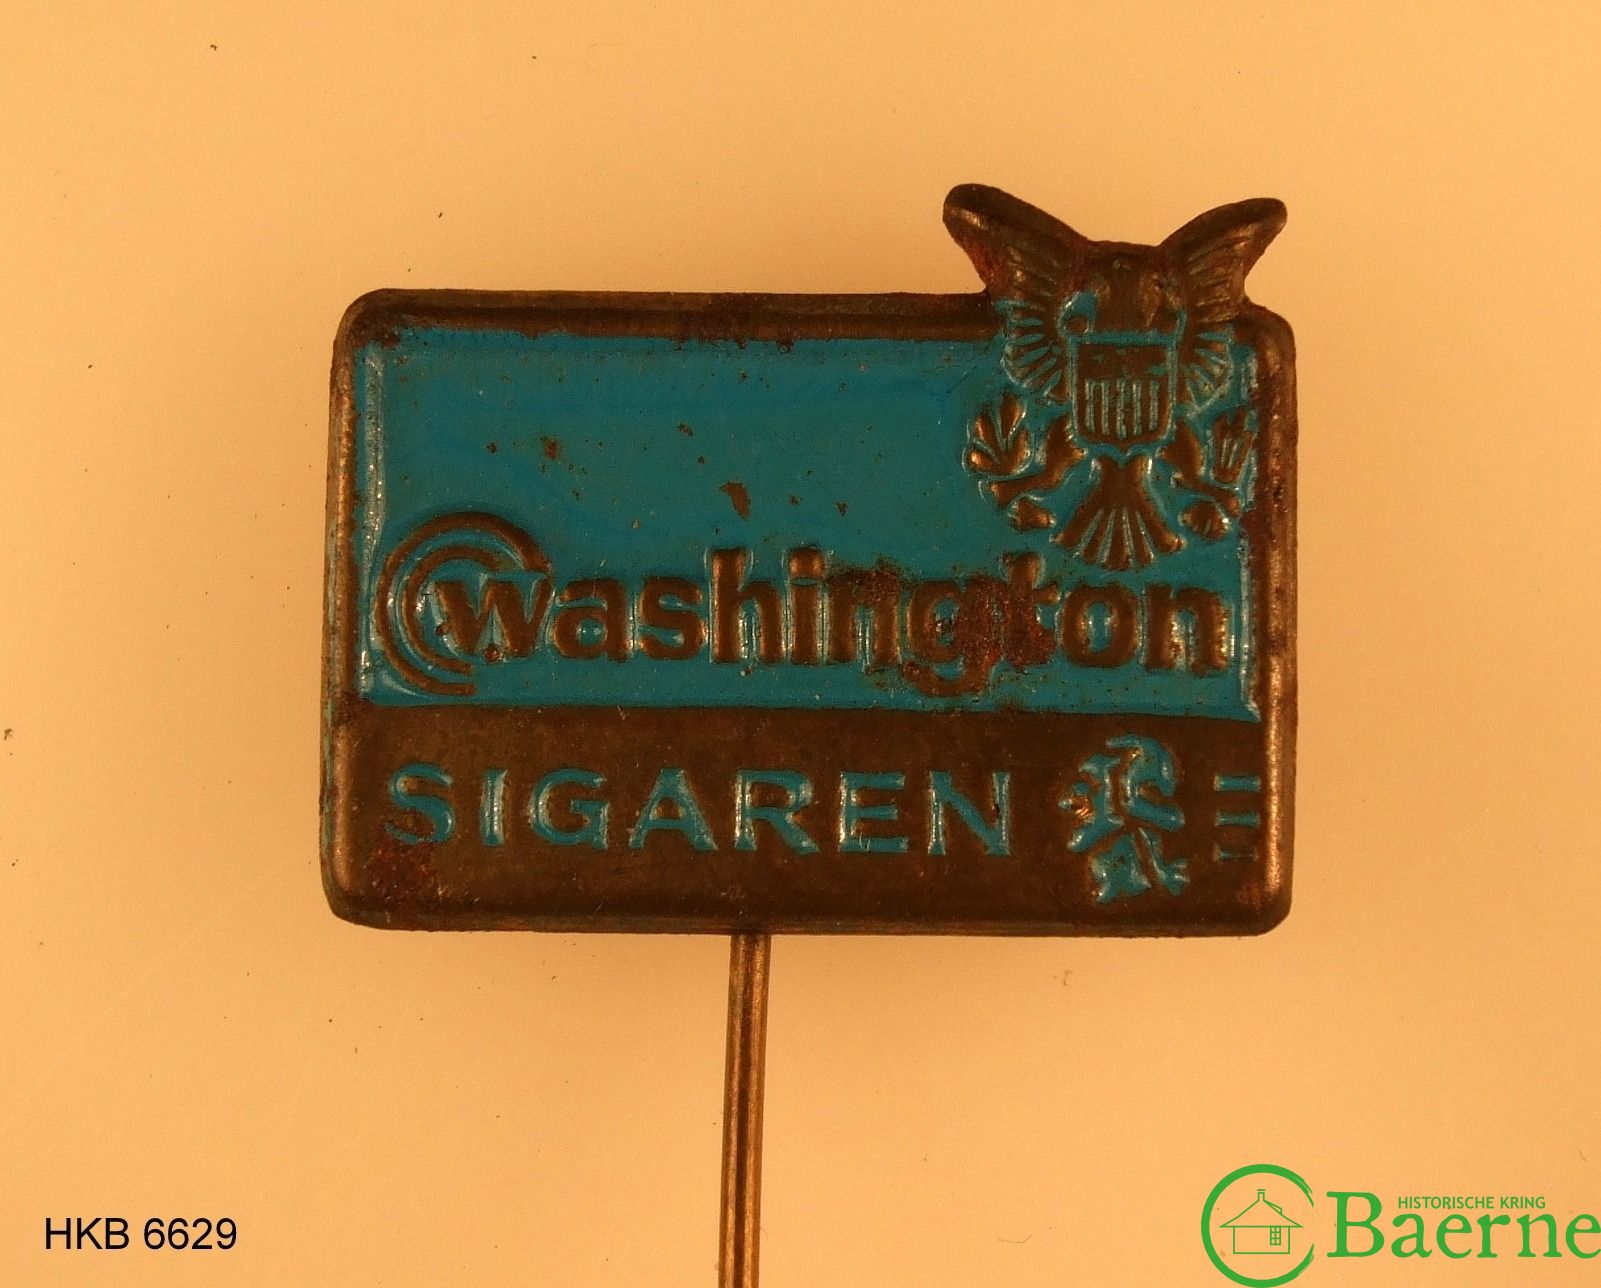 Washington
SIGAREN
HKB 6629
HISTORISCHE KRING
Baerne